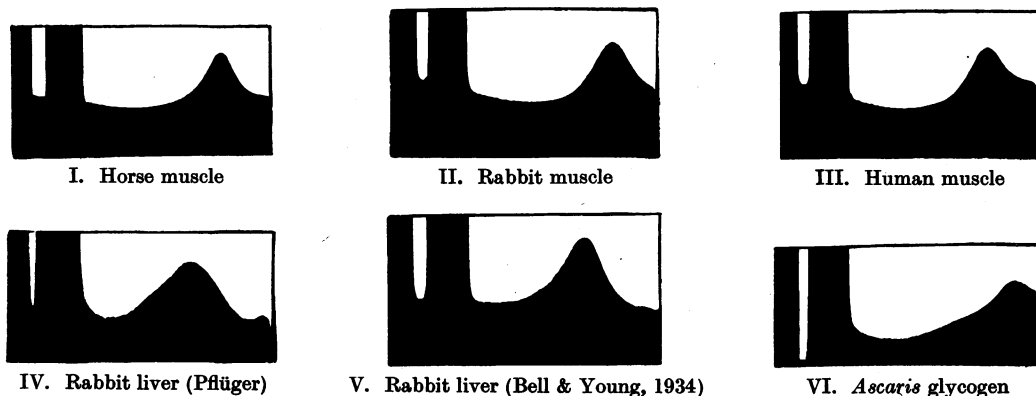 I. Horse muscle
II. Rabbit muscle
III. Human muscle
IV. Rabbit liver (Pflüger)
V. Rabbit liver (Bell & Young, 1934)
VI. Ascaris glycogen